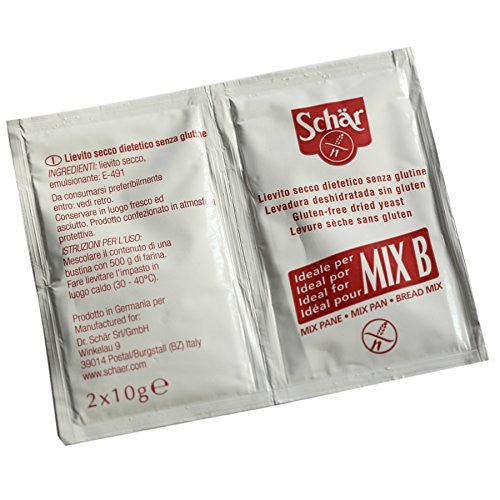 Lievito secco dietetico senza glutine
INGREDIENTI: lievito secco,
emulsionante: E-491
Da consumarsi preferibilmente
entro: vedi retro.
Conservare in luogo fresco ed
asciutto. Prodotto confezionato in atmosfera
protettiva.
ISTRUZIONI PER L'USO:
Mescolare il contenuto di una
bustina con 500 g di farina.
Fare lievitare l'impasto in
luogo caldo (30 - 40°C).
Prodotto in Germania per
Manufactured for:
Dr. Schär Srl/GmbH
Winkelau 9
39014 Postal/Burgstall (BZ) Italy
www.schaer.com
2x10g e
Schär
Lievito secco dietetico senza glutine
Levadura deshidratada sin gluten
Gluten-free dried yeast
Levure sèche sans gluten
Ideale per
Ideal por
Ideal for
Idéal pour
MIX B
MIX PANE • MIX PAN • BREAD MIX